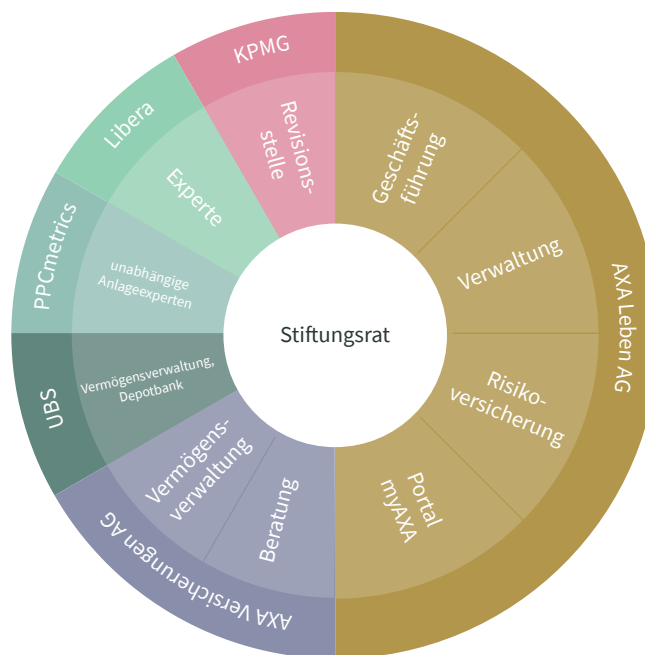 KPMG
Revisions-
stelle
Libera
Experte
PPCmetrics
unabhängige
Anlageexperten
UBS
Vermögensverwaltung,
Depotbank
AXA Versicherungen AG
Vermögens-
verwaltung
Beratung
AXA Leben AG
Geschäfts-
führung
Verwaltung
Risiko-
versicherung
Portal
myAXA
Stiftungsrat